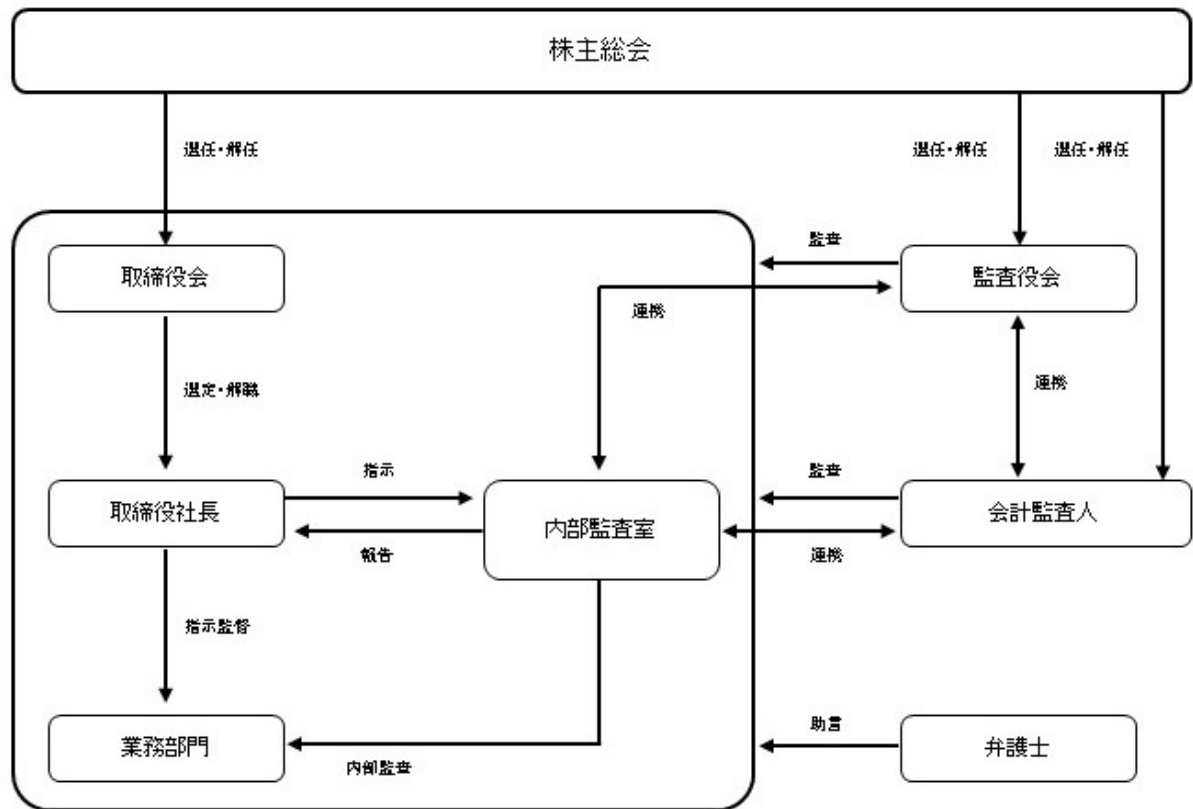 株主総会
選任・解任
選任・解任
選任・解任
取締役会
監査
監査役会
連携
選定・解職
連携
指示
監査
取締役社長
内部監査室
会計監査人
報告
連携
指示監督
助言
業務部門
弁護士
内部監査